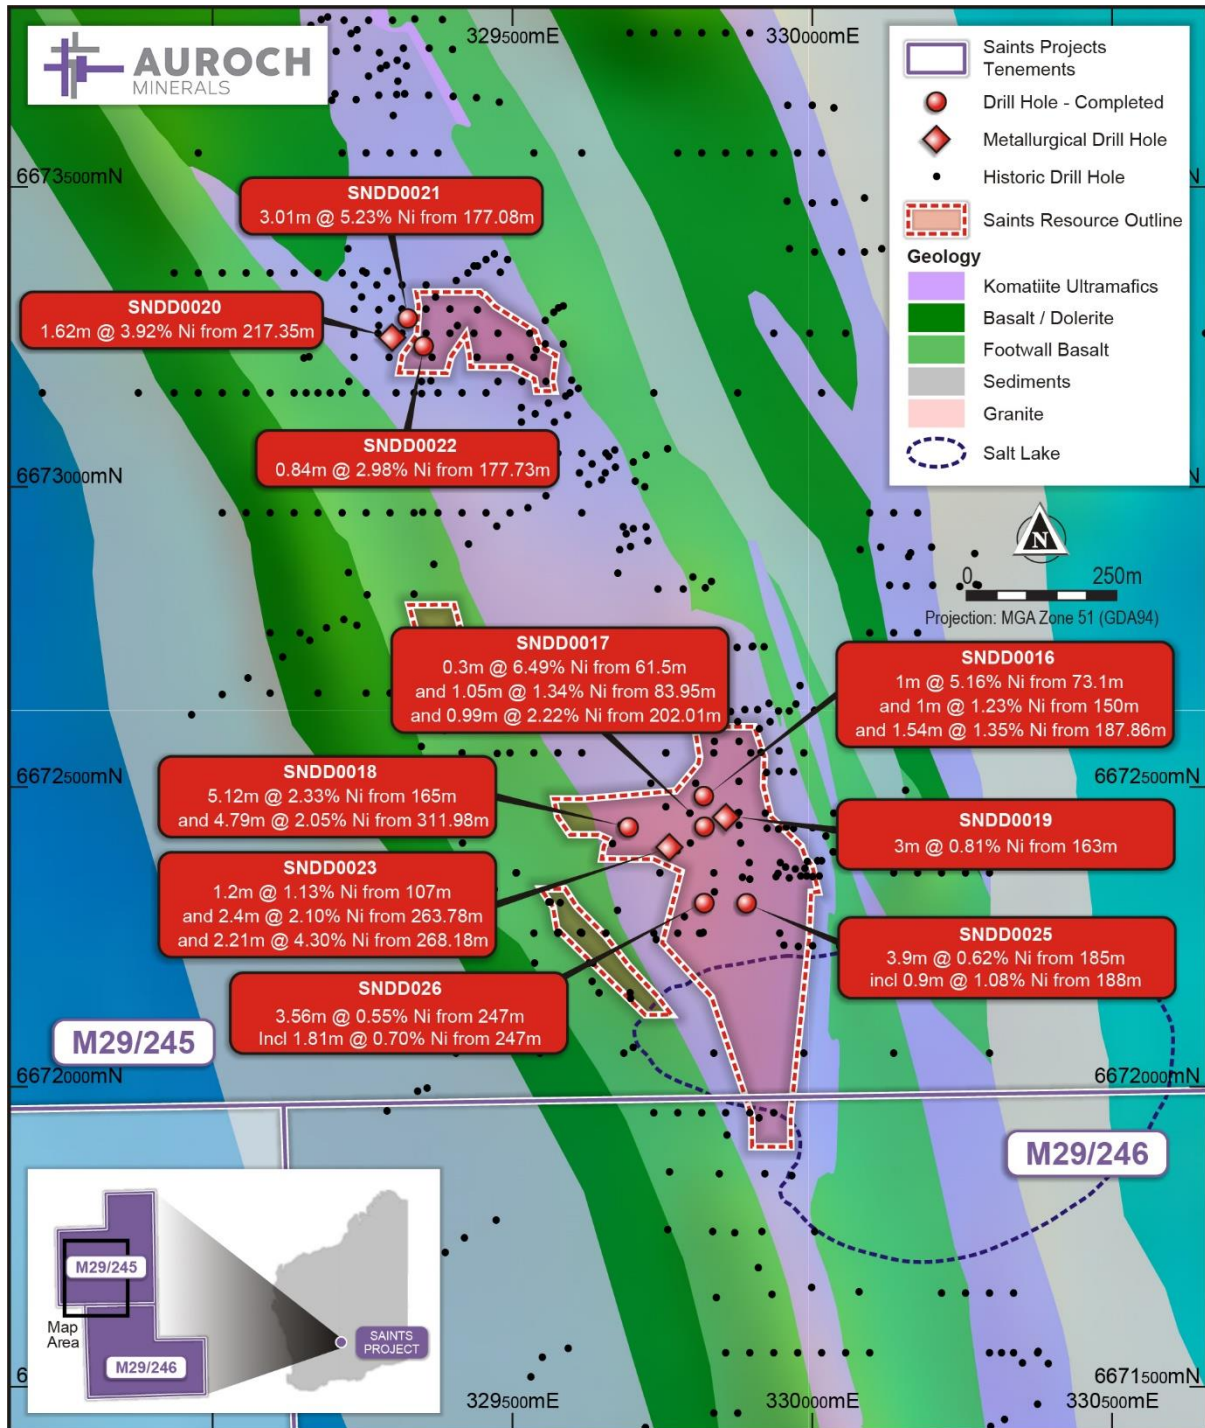 AUROCH
MINERALS
329500mE
330000mE
Saints Projects
Tenements
Drill Hole - Completed
Metallurgical Drill Hole
Historic Drill Hole
Saints Resource Outline
Geology
Komatiite Ultramafics
Basalt / Dolerite
Footwall Basalt
Sediments
Granite
Salt Lake
6673500mN
N
SNDD0021
3.01m @ 5.23% Ni from 177.08m
SNDD0020
1.62m @ 3.92% Ni from 217.35m
SNDD0022
0.84m @ 2.98% Ni from 177.73m
6673000mN
N
N
0
250m
Projection: MGA Zone 51 (GDA94)
SNDD0017
0.3m @ 6.49% Ni from 61.5m
and 1.05m @ 1.34% Ni from 83.95m
and 0.99m @ 2.22% Ni from 202.01m
SNDD0016
1m @ 5.16% Ni from 73.1m
and 1m @ 1.23% Ni from 150m
and 1.54m @ 1.35% Ni from 187.86m
6672500mN
6672500mN
SNDD0018
5.12m @ 2.33% Ni from 165m
and 4.79m @ 2.05% Ni from 311.98m
SNDD0019
3m @ 0.81% Ni from 163m
SNDD0023
1.2m @ 1.13% Ni from 107m
and 2.4m @ 2.10% Ni from 263.78m
and 2.21m @ 4.30% Ni from 268.18m
SNDD0025
3.9m @ 0.62% Ni from 185m
incl 0.9m @ 1.08% Ni from 188m
SNDD026
3.56m @ 0.55% Ni from 247m
Incl 1.81m @ 0.70% Ni from 247m
M29/245
6672000mN
6672000mN
M29/246
M29/245
Map
Area
M29/246
SAINTS
PROJECT
6
6671500mN
329500mE
330000mE
330500mE